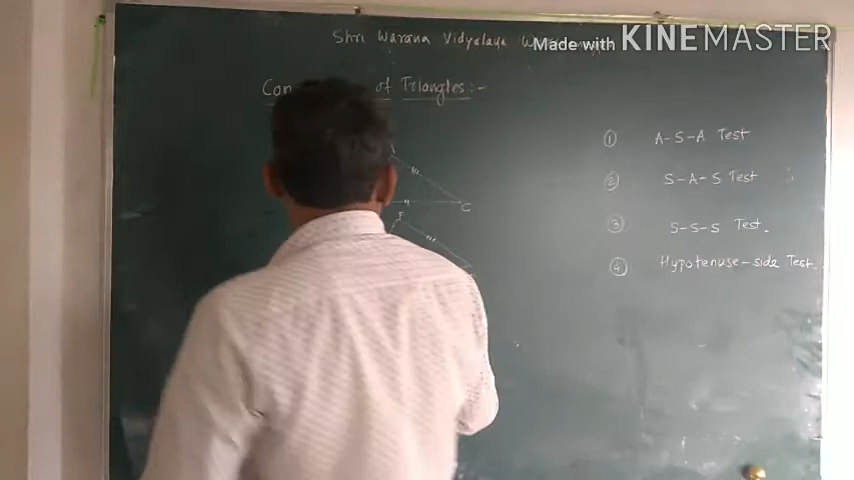 Shri Warana Vidyalaya
Made with KINEMASTER
of Triangles:-
① A-S-A Test
② S-A-S Test
③ S-S-S Test.
④ Hypotenuse-side Test.
C
P